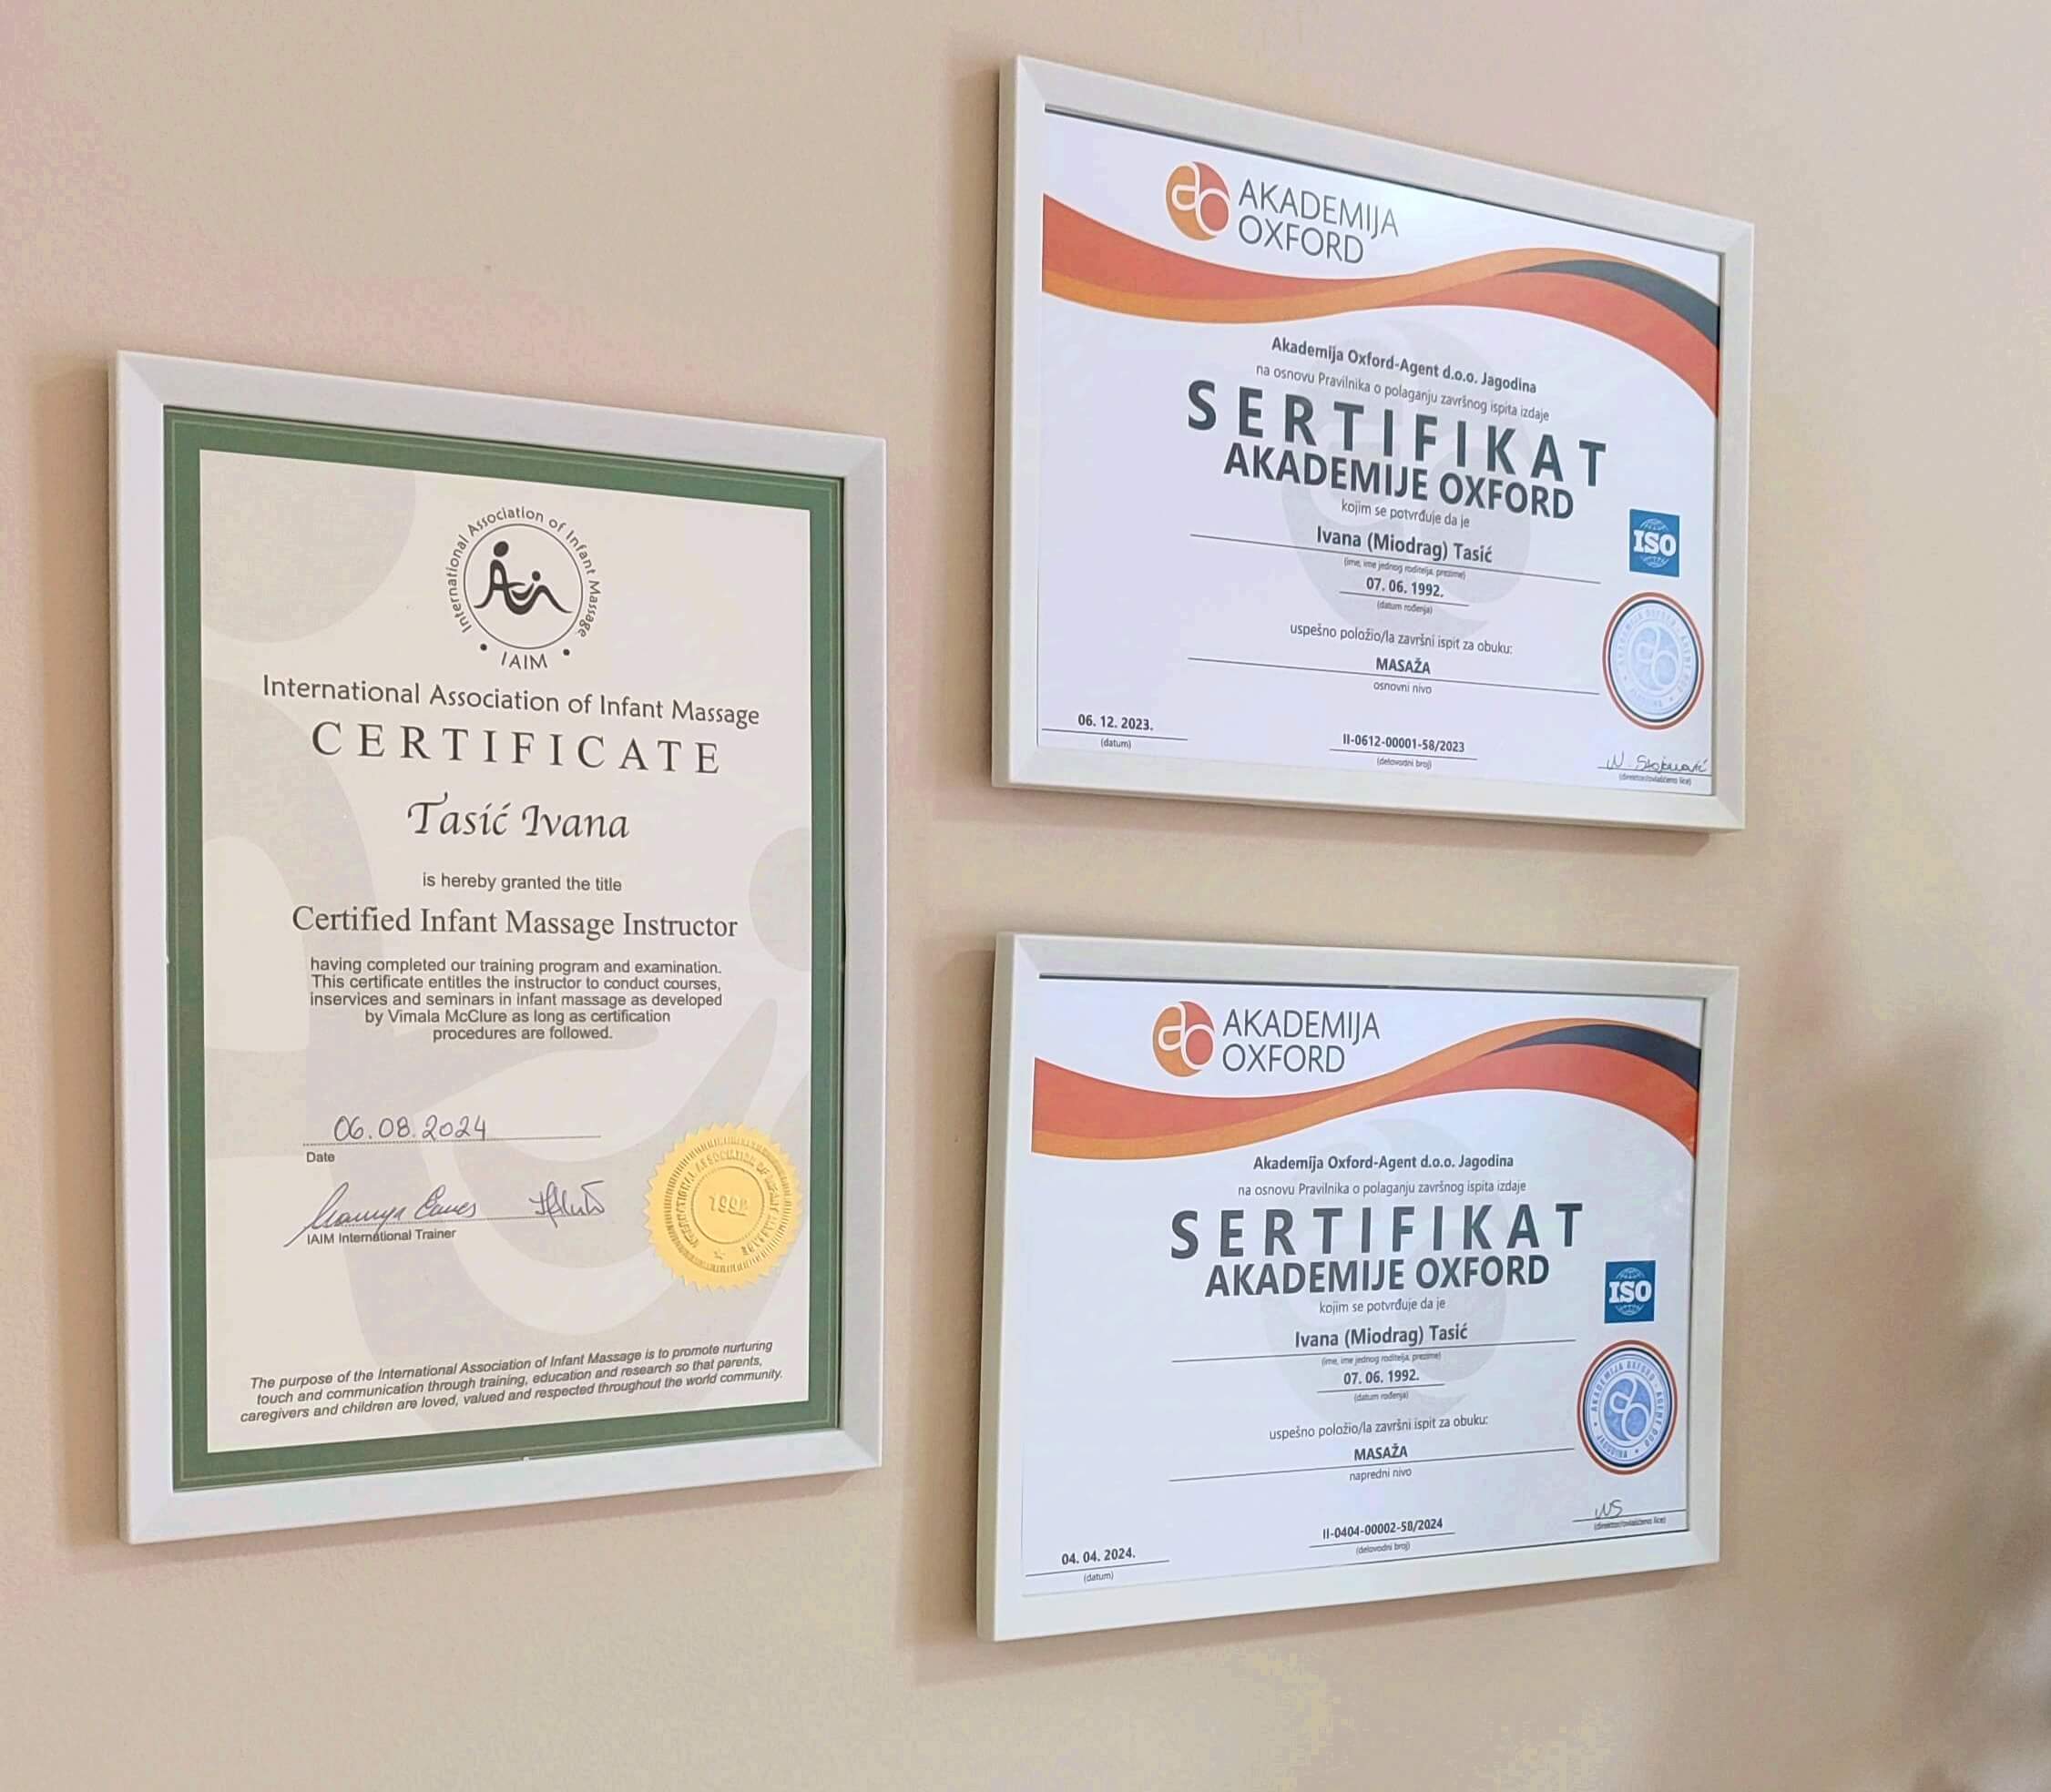 International Association of Infant Massage
IAIM
International Association of Infant Massage
CERTIFICATE
Tasić Ivana
is hereby granted the title
Certified Infant Massage Instructor
having completed our training program and examination.
This certificate entitles the instructor to conduct courses,
inservices and seminars in infant massage as developed
by Vimala McClure as long as certification
procedures are followed.
06.08.2024
Date
IAIM International Trainer
The purpose of the International Association of Infant Massage is to promote nurturing
touch and communication through training, education and research so that parents,
caregivers and children are loved, valued and respected throughout the world community.
AKADEMIJA
OXFORD
Akademija Oxford-Agent d.o.o. Jagodina
na osnovu Pravilnika o polaganju završnog ispita izdaje
SERTIFIKAT
AKADEMIJE OXFORD
kojim se potvrđuje da je
Ivana (Miodrag) Tasić
(ime, ime jednog roditelja, prezime)
07. 06. 1992.
(datum rođenja)
uspešno položio/la završni ispit za obuku:
MASAŽA
osnovni nivo
ISO
06. 12. 2023.
(datum)
II-0612-00001-58/2023
(delovodni broj)
(direktor/ovlašćeno lice)
AKADEMIJA
OXFORD
Akademija Oxford-Agent d.o.o. Jagodina
na osnovu Pravilnika o polaganju završnog ispita izdaje
SERTIFIKAT
AKADEMIJE OXFORD
kojim se potvrđuje da je
Ivana (Miodrag) Tasić
(ime, ime jednog roditelja, prezime)
07. 06. 1992.
(datum rođenja)
uspešno položio/la završni ispit za obuku:
MASAŽA
napredni nivo
ISO
04. 04. 2024.
(datum)
II-0404-00002-58/2024
(delovodni broj)
(direktor/ovlašćeno lice)